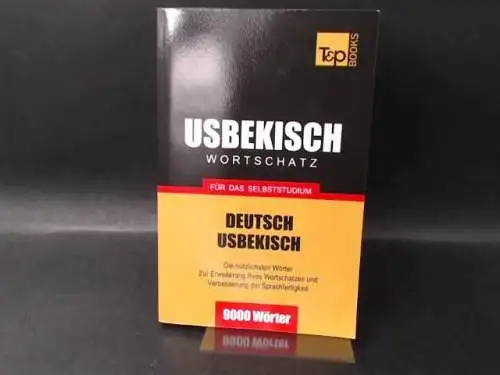 T&p
BOOKS
USBEKISCH
WORTSCHATZ
FÜR DAS SELBSTSTUDIUM
DEUTSCH
USBEKISCH
Die nützlichsten Wörter
Zur Erweiterung Ihres Wortschatzes und
Verbesserung der Sprachfertigkeit
9000 Wörter